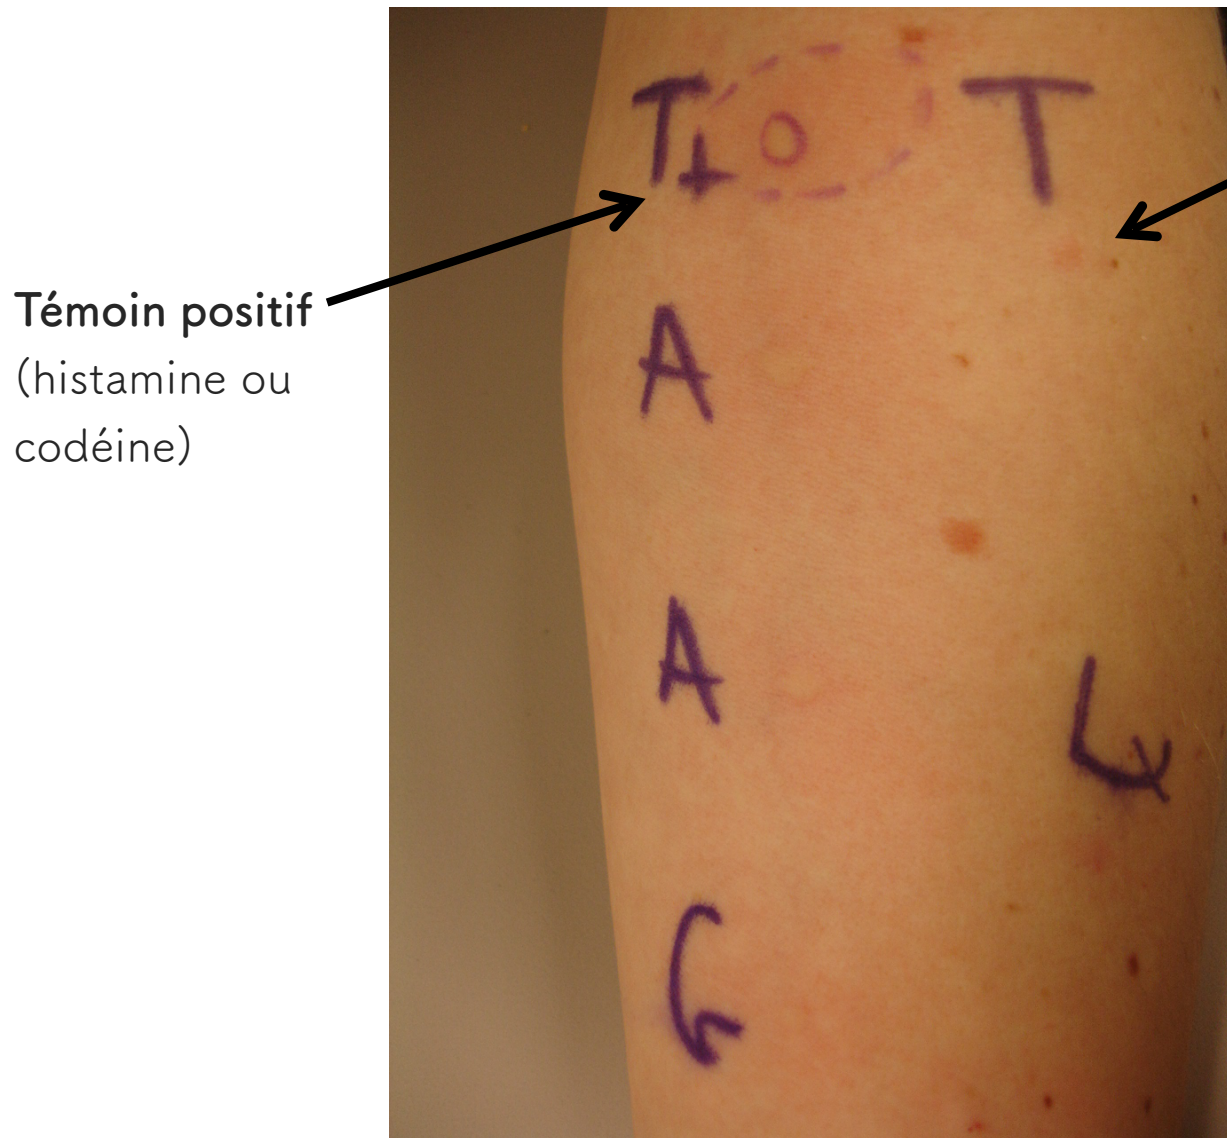 T+ T
Témoin positif
(histamine ou
codéine)
A
A
G